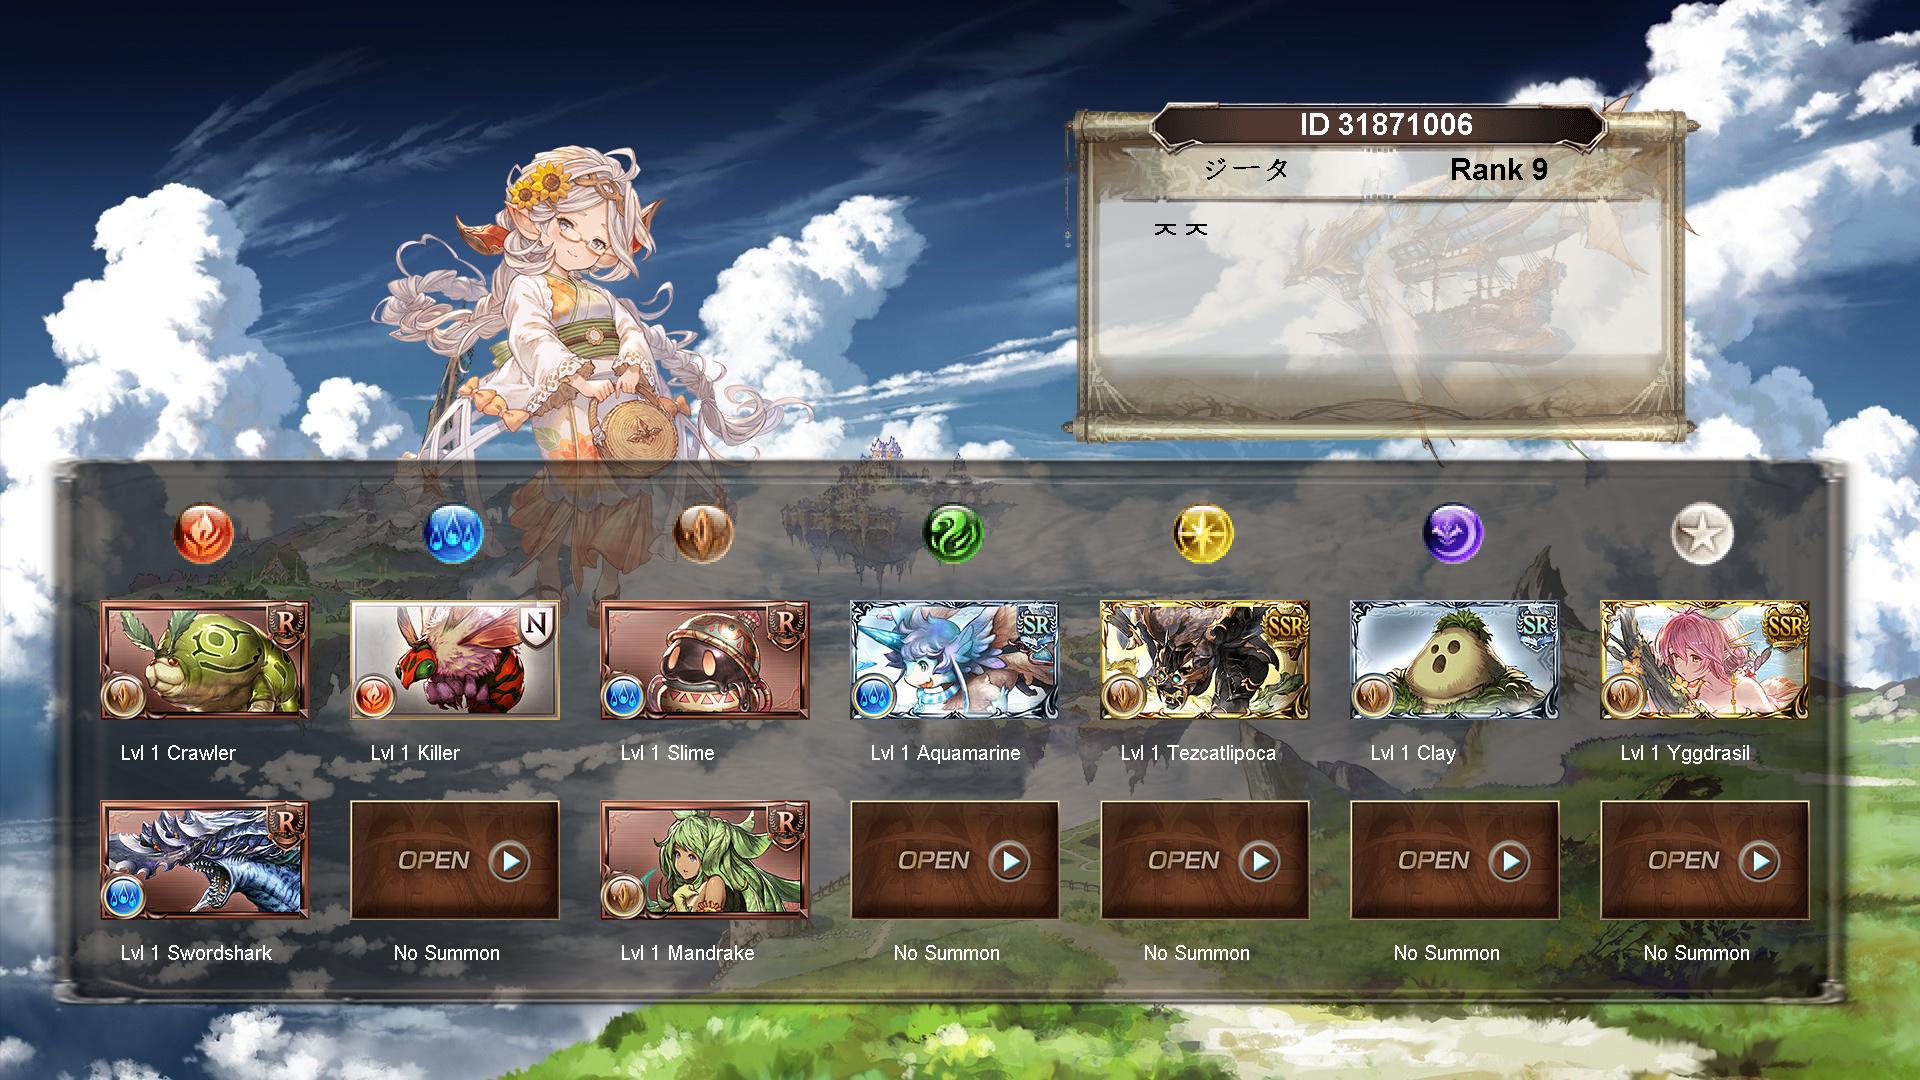 ID 31871006
ジータ Rank 9
ㅈㅈ
R N R SR SSR SR SSR
Lvl 1 Crawler Lvl 1 Killer Lvl 1 Slime Lvl 1 Aquamarine Lvl 1 Tezcatlipoca Lvl 1 Clay Lvl 1 Yggdrasil
R R
OPEN OPEN OPEN OPEN OPEN
Lvl 1 Swordshark No Summon Lvl 1 Mandrake No Summon No Summon No Summon No Summon